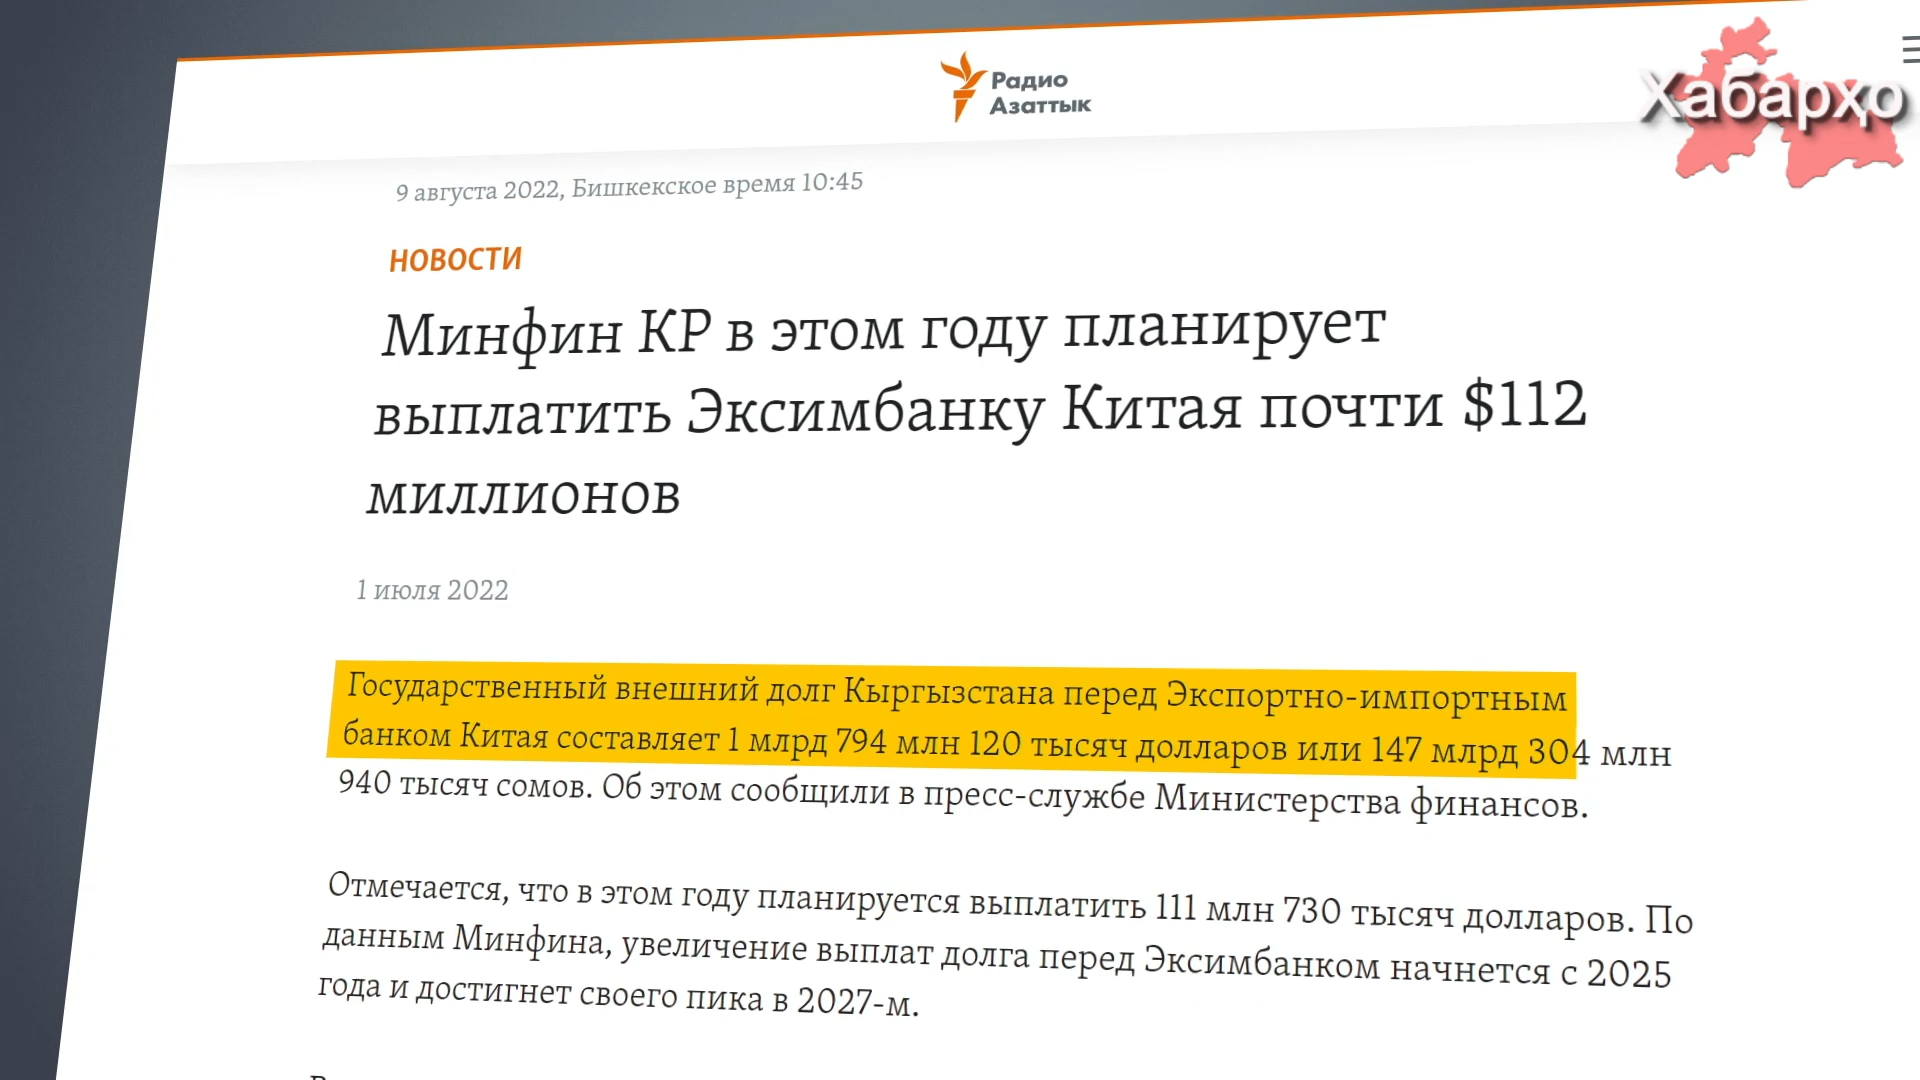 Радио
Азаттык
Хабарҳо
9 августа 2022, Бишкекское время 10:45
НОВОСТИ
Минфин КР в этом году планирует
выплатить Эксимбанку Китая почти $112
миллионов
1 июля 2022
Государственный внешний долг Кыргызстана перед Экспортно-импортным
банком Китая составляет 1 млрд 794 млн 120 тысяч долларов или 147 млрд 304 млн
940 тысяч сомов. Об этом сообщили в пресс-службе Министерства финансов.
Отмечается, что в этом году планируется выплатить 111 млн 730 тысяч долларов. По
данным Минфина, увеличение выплат долга перед Эксимбанком начнется с 2025
года и достигнет своего пика в 2027-м.